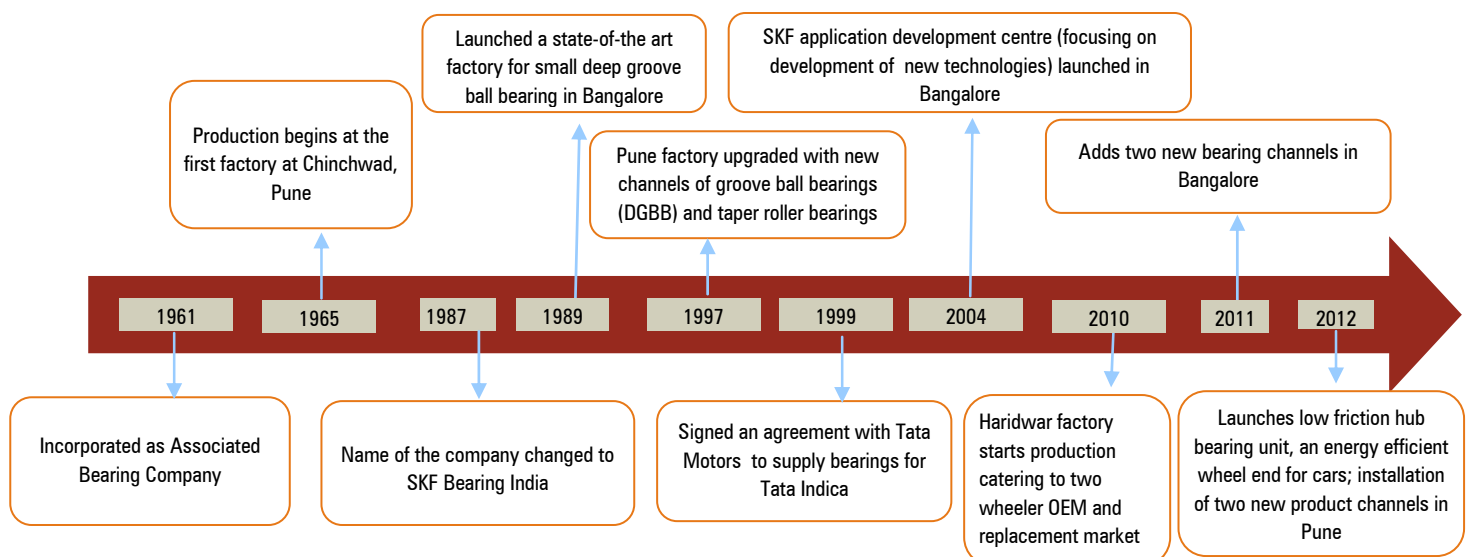 Launched a state-of-the art
factory for small deep groove
ball bearing in Bangalore
SKF application development centre (focusing on
development of new technologies) launched in
Bangalore
Production begins at the
first factory at Chinchwad,
Pune
Pune factory upgraded with new
channels of groove ball bearings
(DGBB) and taper roller bearings
Adds two new bearing channels in
Bangalore
1961
1965
1987
1989
1997
1999
2004
2010
2011
2012
Incorporated as Associated
Bearing Company
Name of the company changed to
SKF Bearing India
Signed an agreement with Tata
Motors to supply bearings for
Tata Indica
Haridwar factory
starts production
catering to two
wheeler OEM and
replacement market
Launches low friction hub
bearing unit, an energy efficient
wheel end for cars; installation
of two new product channels in
Pune